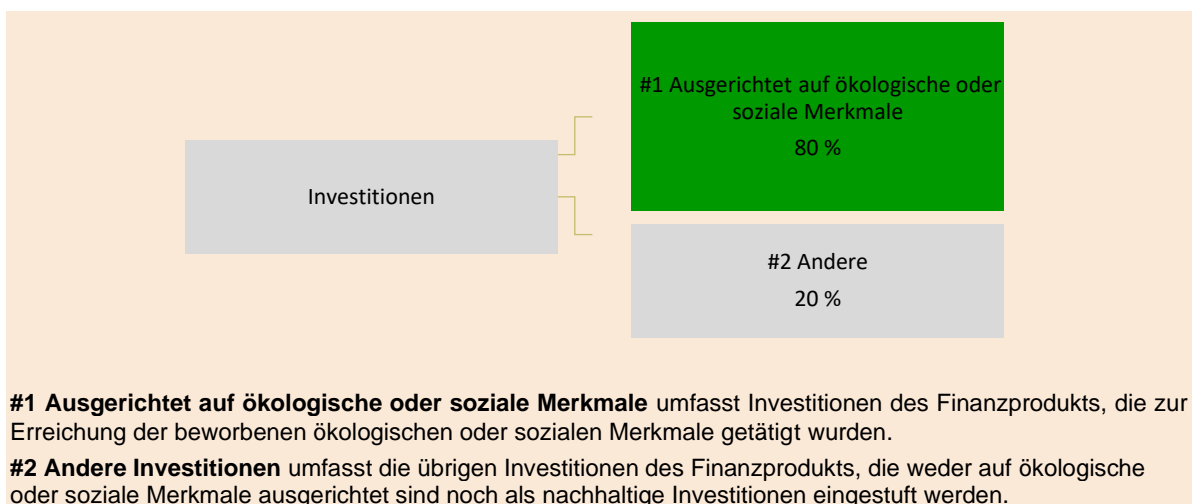 #1 Ausgerichtet auf ökologische oder
soziale Merkmale
80 %
Investitionen
#2 Andere
20 %
#1 Ausgerichtet auf ökologische oder soziale Merkmale umfasst Investitionen des Finanzprodukts, die zur
Erreichung der beworbenen ökologischen oder sozialen Merkmale getätigt wurden.
#2 Andere Investitionen umfasst die übrigen Investitionen des Finanzprodukts, die weder auf ökologische
oder soziale Merkmale ausgerichtet sind noch als nachhaltige Investitionen eingestuft werden.